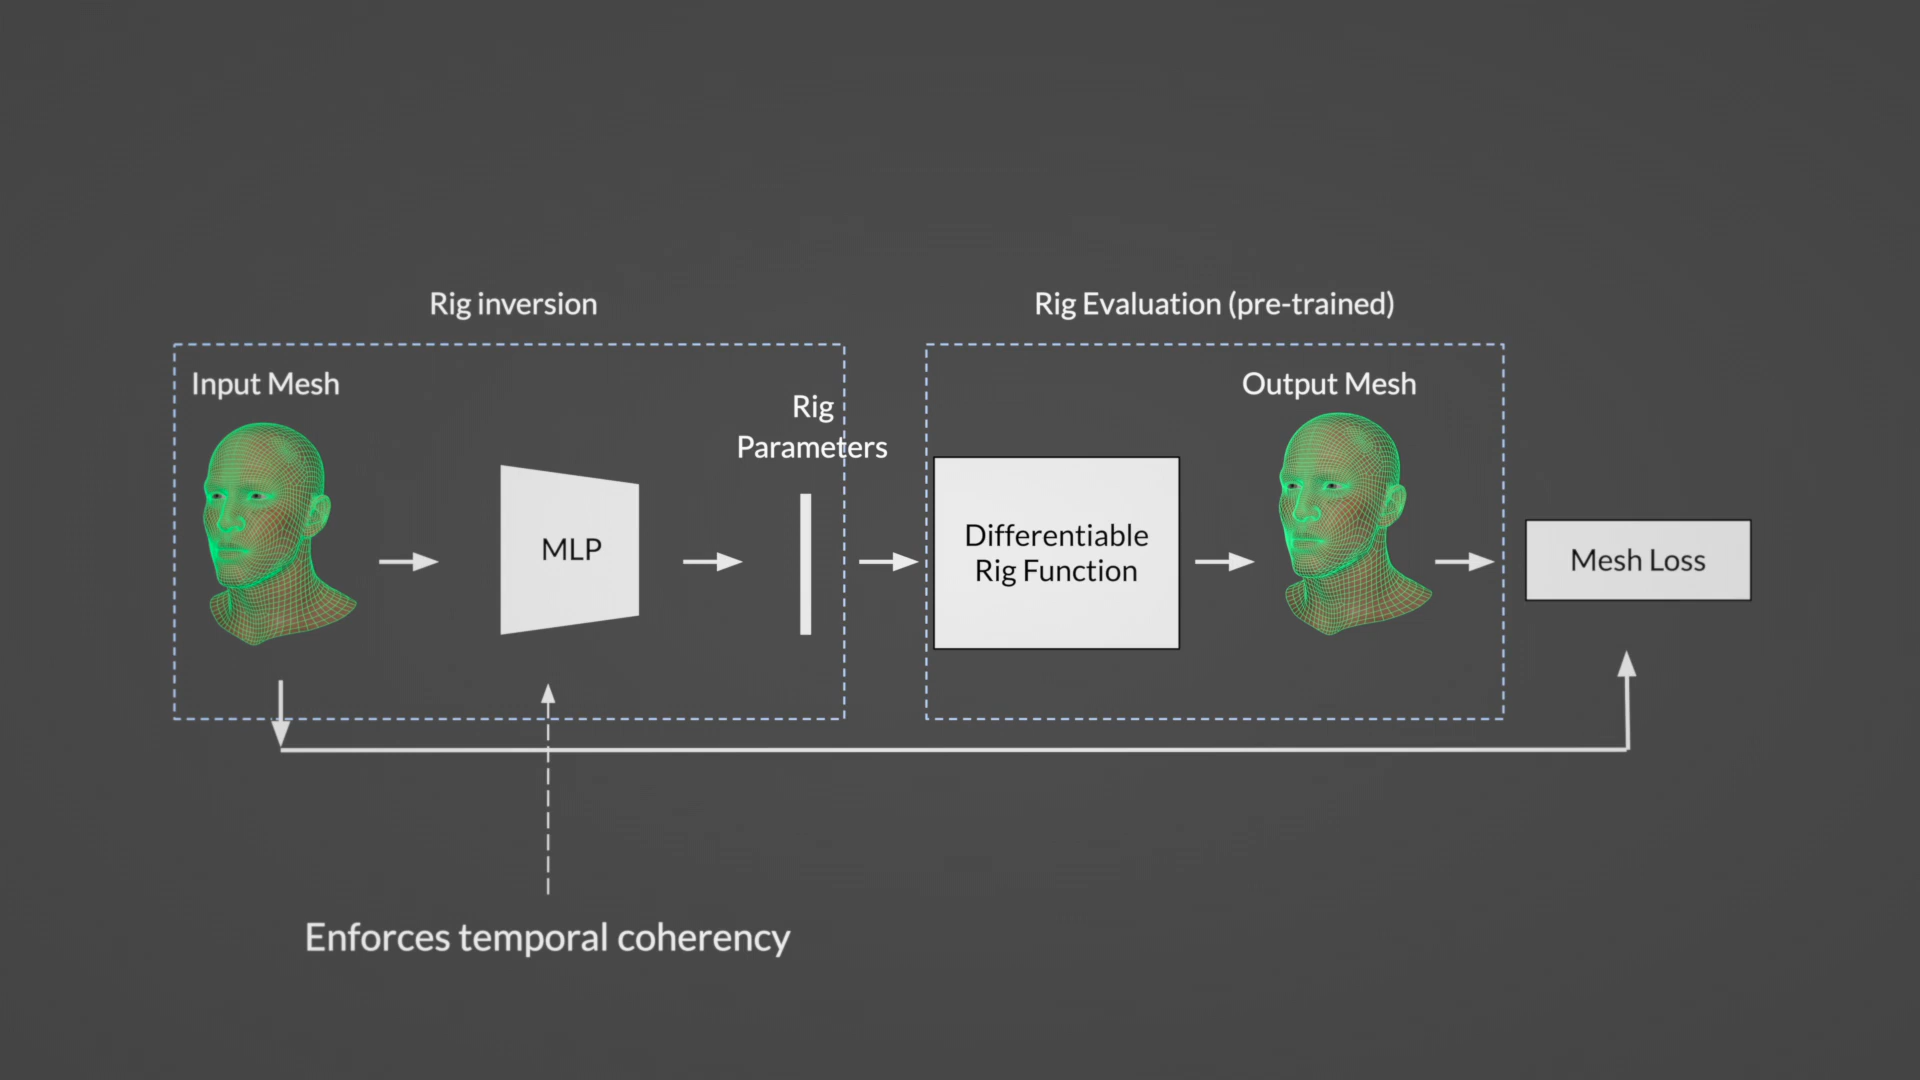 Rig inversion
Rig Evaluation (pre-trained)
Input Mesh
Rig
Parameters
MLP
Differentiable
Rig Function
Output Mesh
Mesh Loss
Enforces temporal coherency